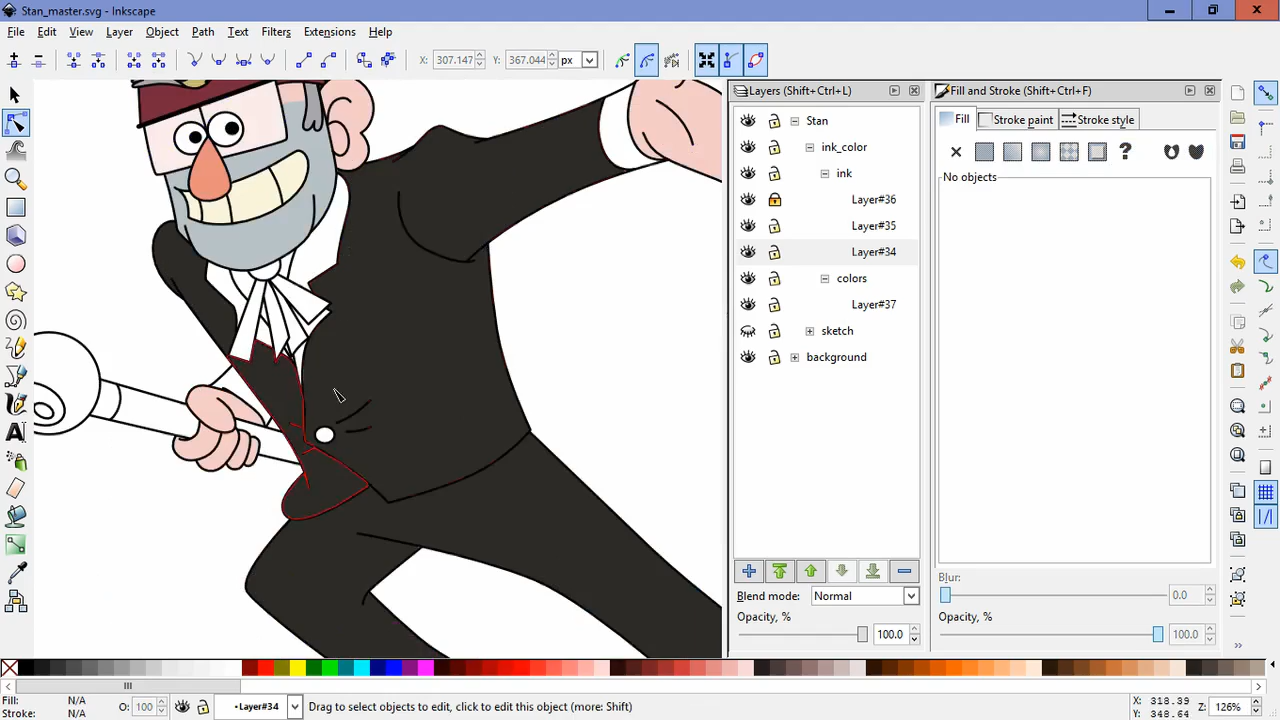 Stan_master.svg - Inkscape
File Edit View Layer Object Path Filters Text Extensions Help
X: 307.147 Y: 367.044 px
Layers (Shift+Ctrl+L)
Fill and Stroke (Shift+Ctrl+F)
Fill Stroke paint Stroke style
?
No objects
Stan
ink_color
ink
Layer#36
Layer#35
Layer#34
colors
Layer#37
sketch
background
Blend mode: Normal
Opacity, %
100.0
Blur:
0.0
Opacity, %
100.0
Fill: N/A
Stroke: N/A
O: 100
•Layer#34
Drag to select objects to edit, click to edit this object (more: Shift)
X: 318.39
Y: 348.64
Z: 126%